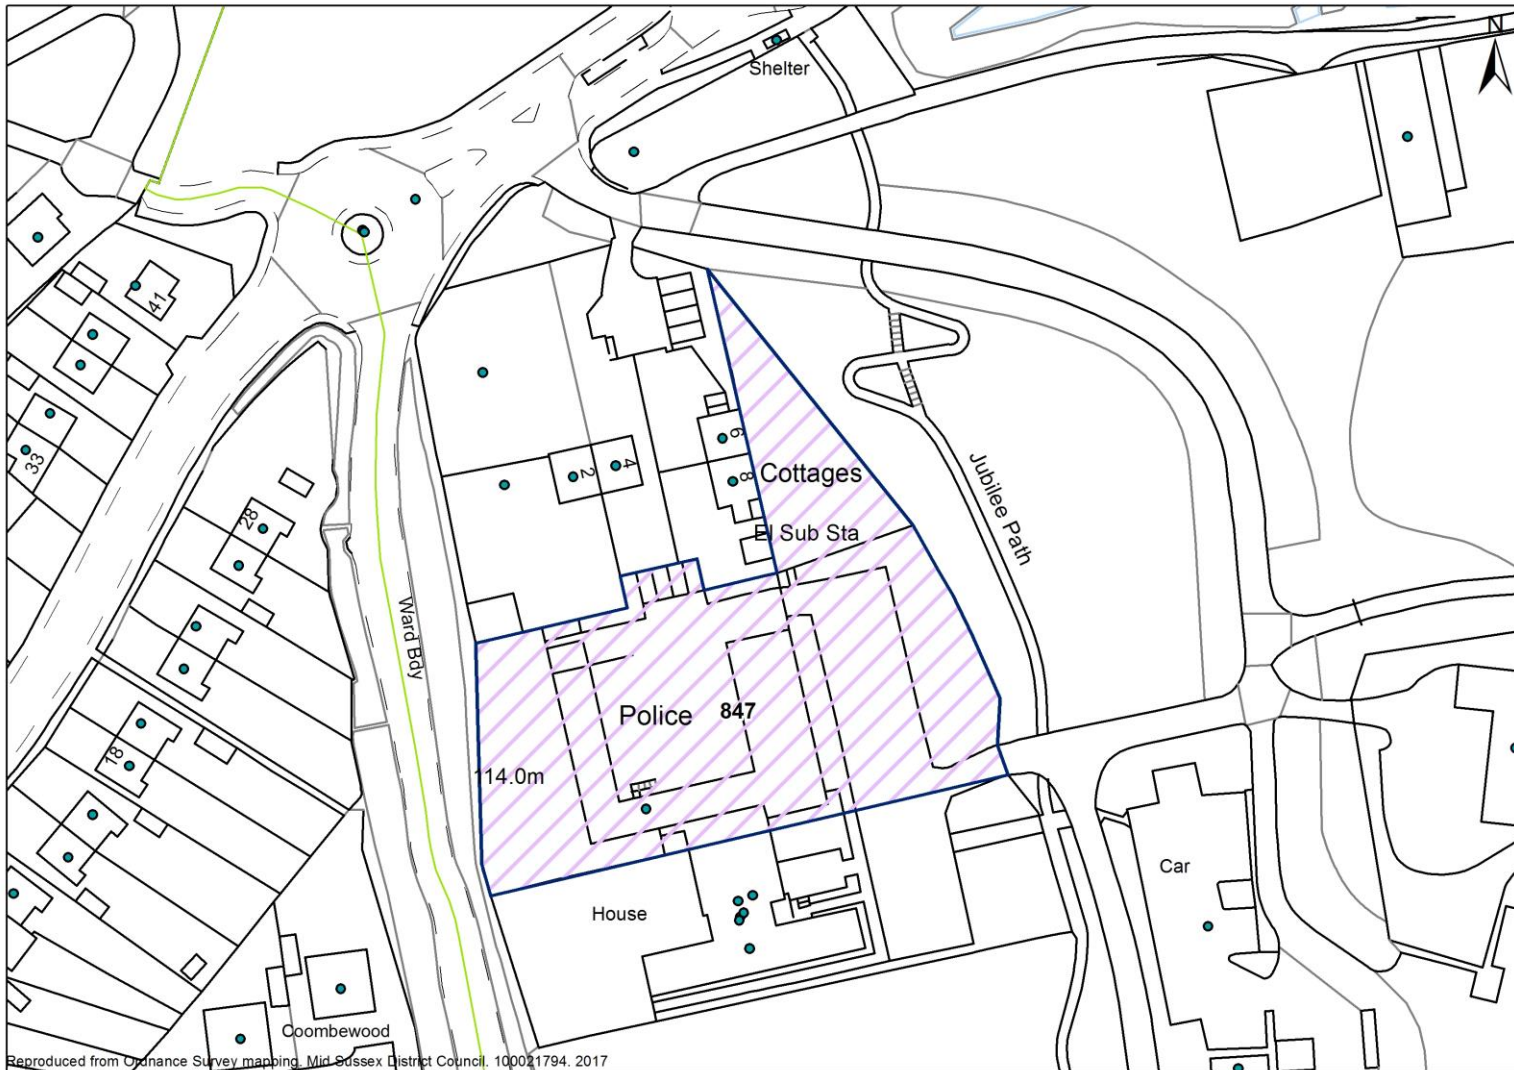 N
Shelter
41
33
6
4
2
8
Cottages
28
El Sub Sta
Jubilee Path
Ward Bdy
Police
847
18
114.0m
Car
House
Coombewood
Reproduced from Ordnance Survey mapping. Mid Sussex District Council. 100021794. 2017